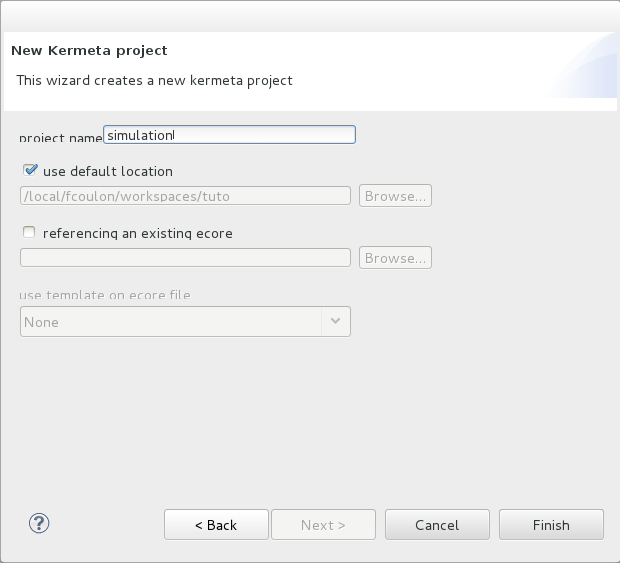 New Kermeta project
This wizard creates a new kermeta project
project name simulation
use default location
/local/fcoulon/workspaces/tuto Browse...
referencing an existing ecore
Browse...
use template on ecore file
None
? < Back Next > Cancel Finish